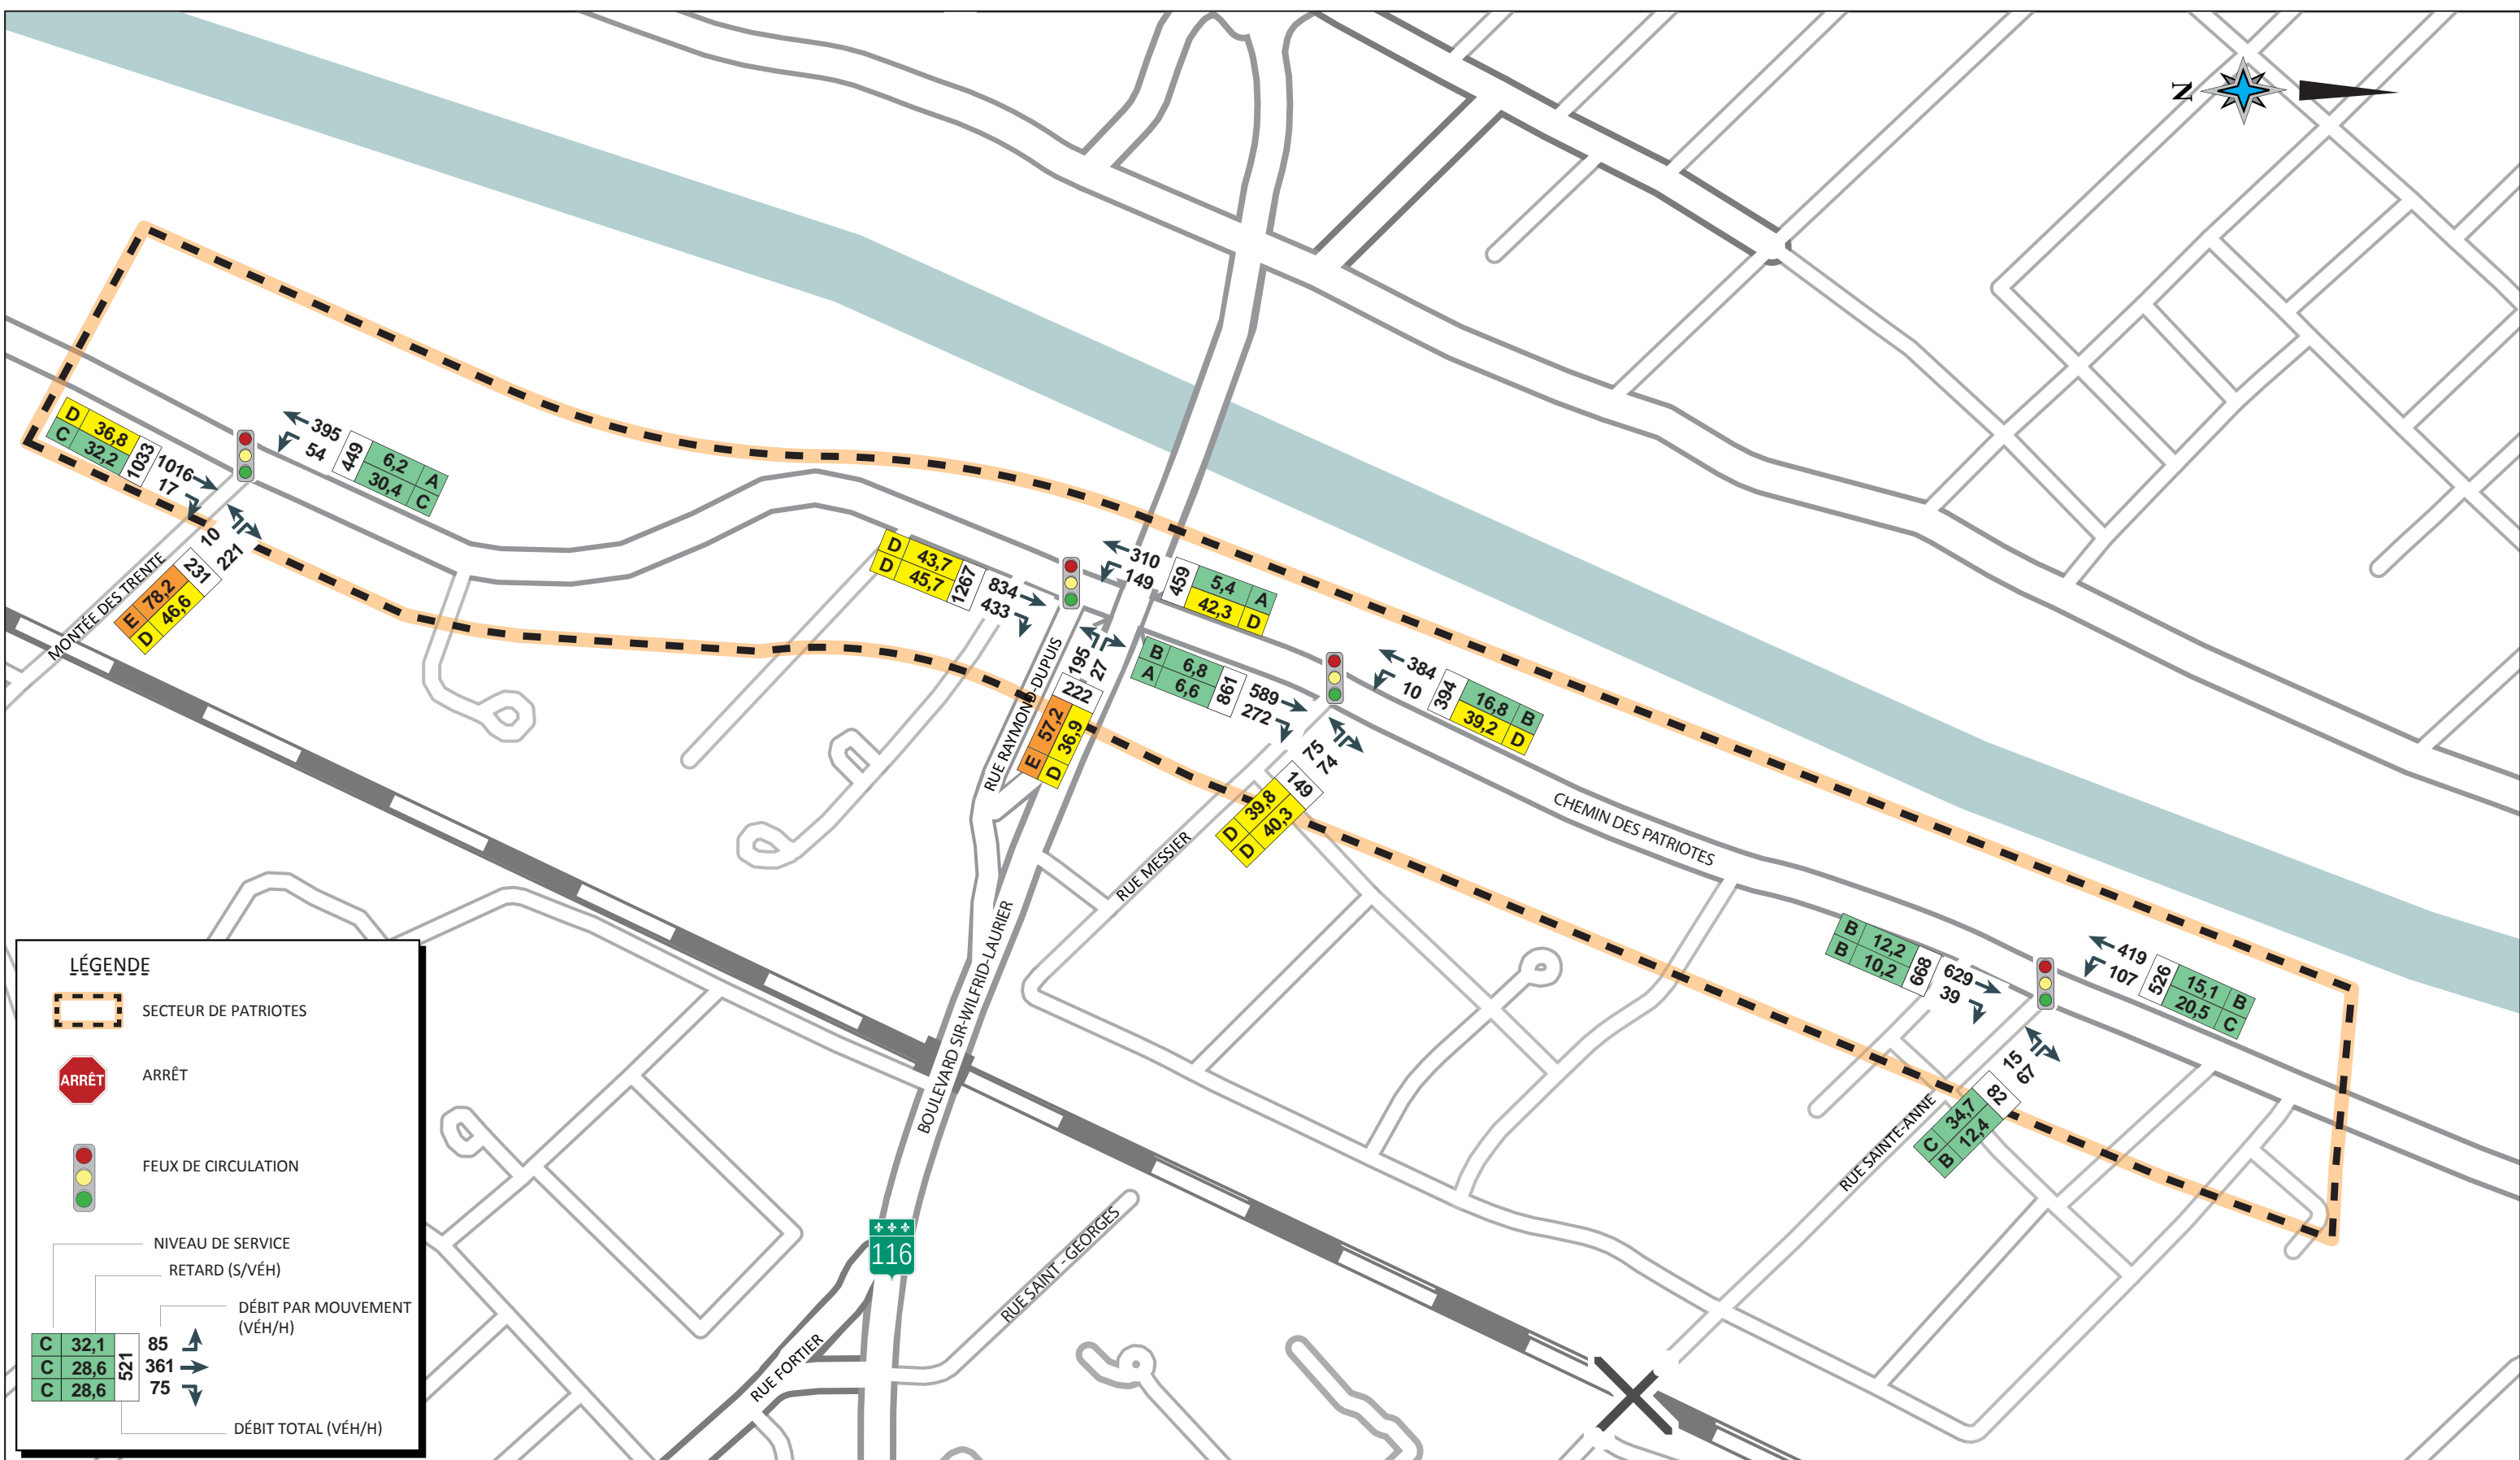 N
D 36,8
C 32,2
1033
1016
17
395
54
449
6,2 A
30,4 C
10
221
231
E 78,2
D 46,6
MONTÉE DES TRENTE
D 43,7
D 45,7
1267
834
433
310
149
459
5,4 A
42,3 D
195
27
222
E 57,2
D 36,9
RUE RAYMOND-DUPUIS
B 6,8
A 6,6
861
589
272
384
10
394
16,8 B
39,2 D
75
74
149
D 39,8
D 40,3
RUE MESSIER
CHEMIN DES PATRIOTES
B 12,2
B 10,2
668
629
39
419
107
526
15,1 B
20,5 C
15
67
82
C 34,7
B 12,4
RUE SAINTE-ANNE
BOULEVARD SIR-WILFRID-LAURIER
116
RUE SAINT - GEORGES
RUE FORTIER
LÉGENDE
SECTEUR DE PATRIOTES
ARRÊT
ARRÊT
FEUX DE CIRCULATION
NIVEAU DE SERVICE
RETARD (S/VÉH)
DÉBIT PAR MOUVEMENT
(VÉH/H)
C 32,1
C 28,6
C 28,6
521
85
361
75
DÉBIT TOTAL (VÉH/H)